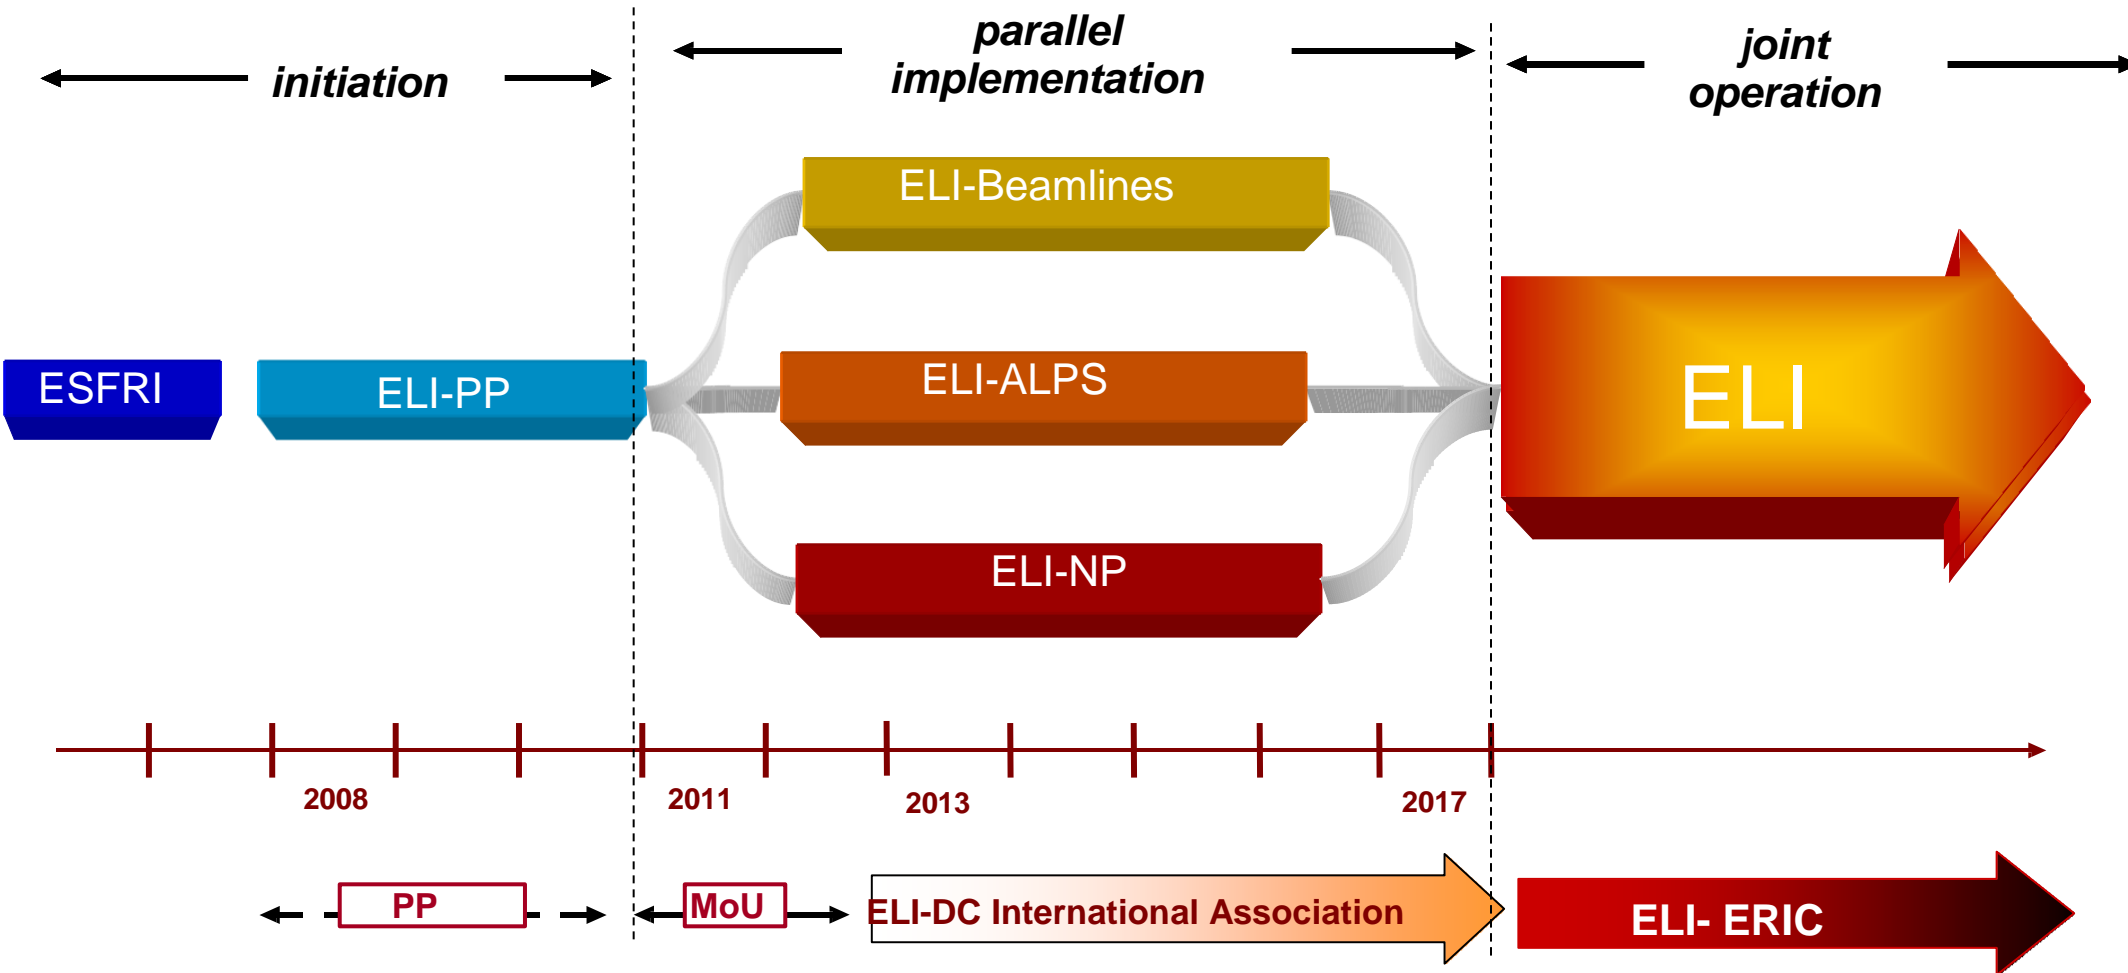 initiation
parallel
implementation
joint
operation
ELI-Beamlines
ESFRI
ELI-PP
ELI-ALPS
ELI
ELI-NP
2008
2011
2013
2017
PP
MoU
ELI-DC International Association
ELI- ERIC